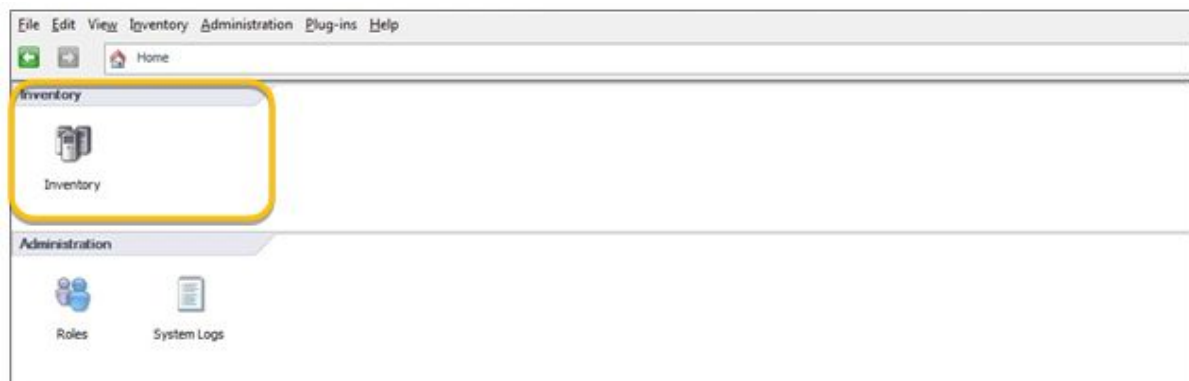 File Edit View Inventory Administration Plug-ins Help
Home
Inventory
Inventory
Administration
Roles System Logs